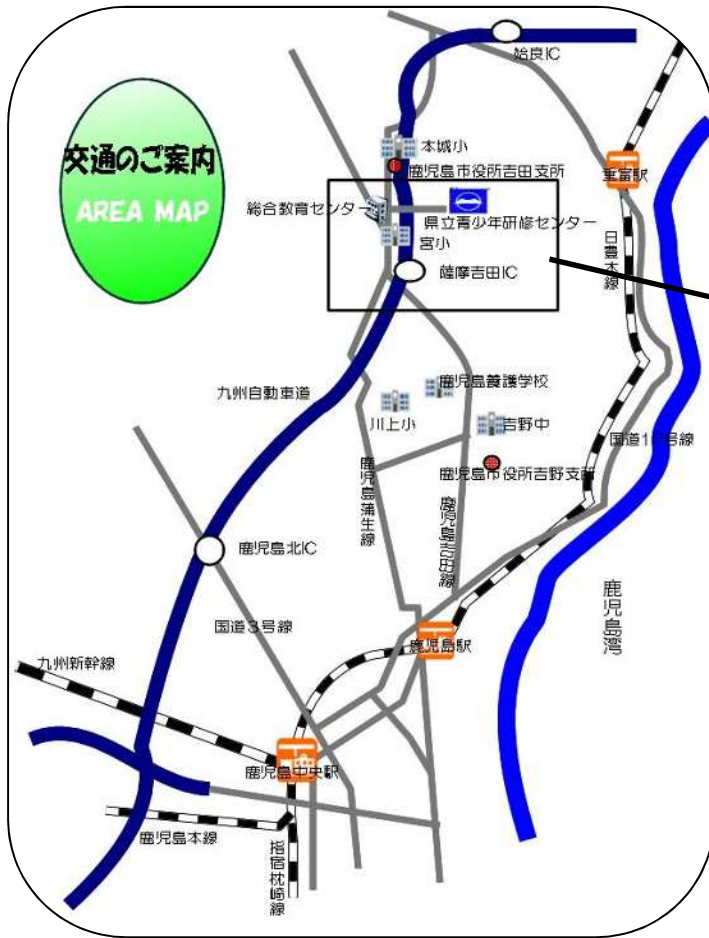 姶良IC
交通のご案内
AREA MAP
本城小
鹿児島市役所吉田支所
重富駅
総合教育センター
県立青少年研修センター
宮小
薩摩吉田IC
日豊本線
九州自動車道
鹿児島養護学校
川上小
吉野中
国道10号線
鹿児島市役所吉野支所
鹿児島蒲生線
鹿児島吉田線
鹿児島北IC
鹿児島湾
国道3号線
鹿児島駅
九州新幹線
鹿児島中央駅
鹿児島本線
指宿枕崎線